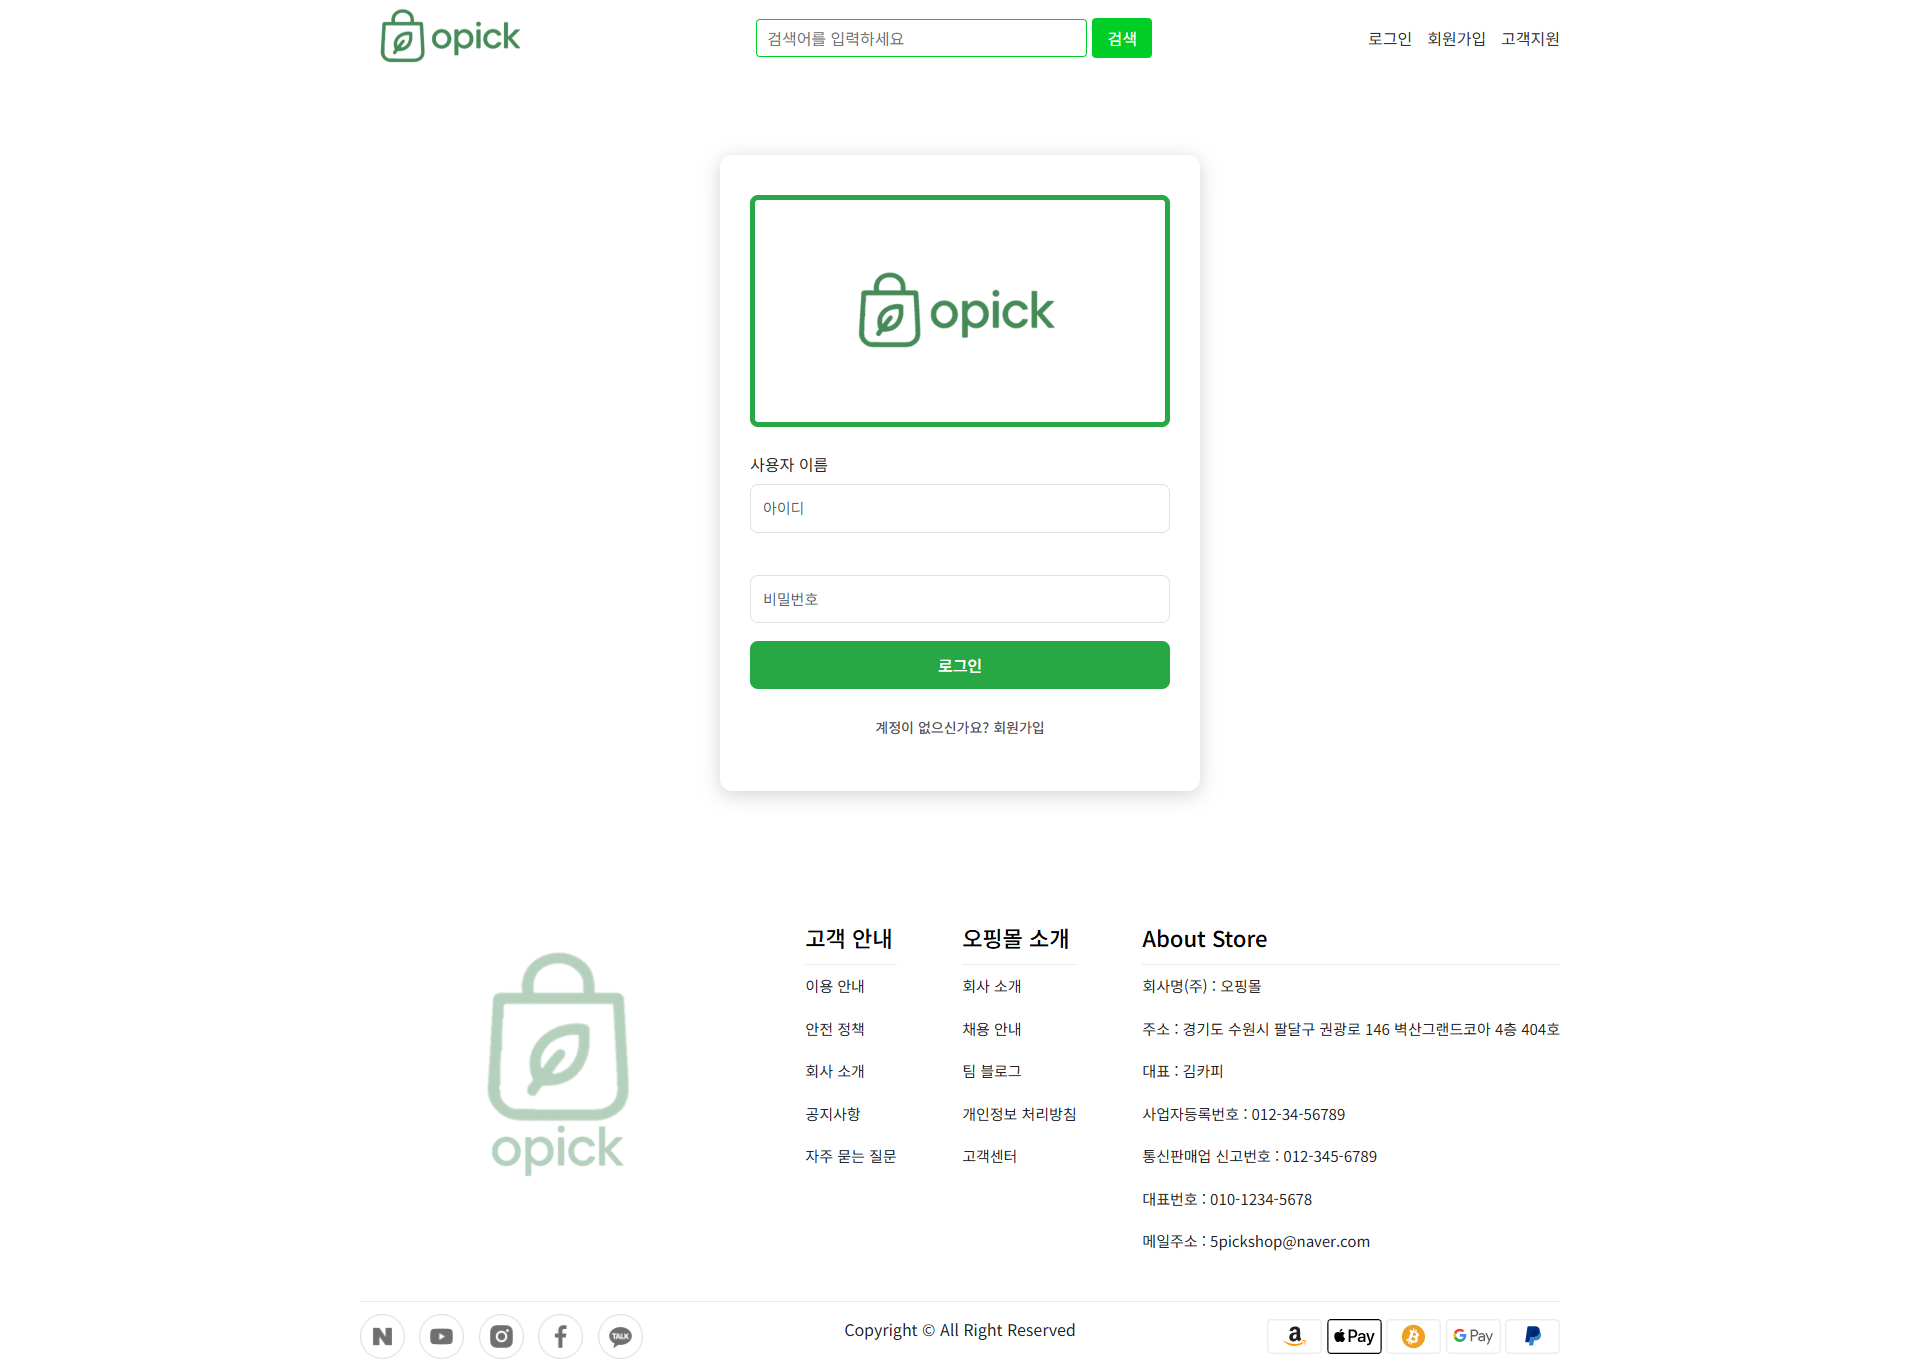 opick
검색어를 입력하세요
검색
로그인 회원가입 고객지원
opick
사용자 이름
아이디
비밀번호
로그인
계정이 없으신가요? 회원가입
opick
고객 안내
이용 안내
안전 정책
회사 소개
공지사항
자주 묻는 질문
오핑몰 소개
회사 소개
채용 안내
팀 블로그
개인정보 처리방침
고객센터
About Store
회사명(주) : 오핑몰
주소 : 경기도 수원시 팔달구 권광로 146 벽산그랜드코아 4층 404호
대표 : 김카피
사업자등록번호 : 012-34-56789
통신판매업 신고번호 : 012-345-6789
대표번호 : 010-1234-5678
메일주소 : 5pickshop@naver.com
N
TALK
Copyright © All Right Reserved
a
Pay
G Pay